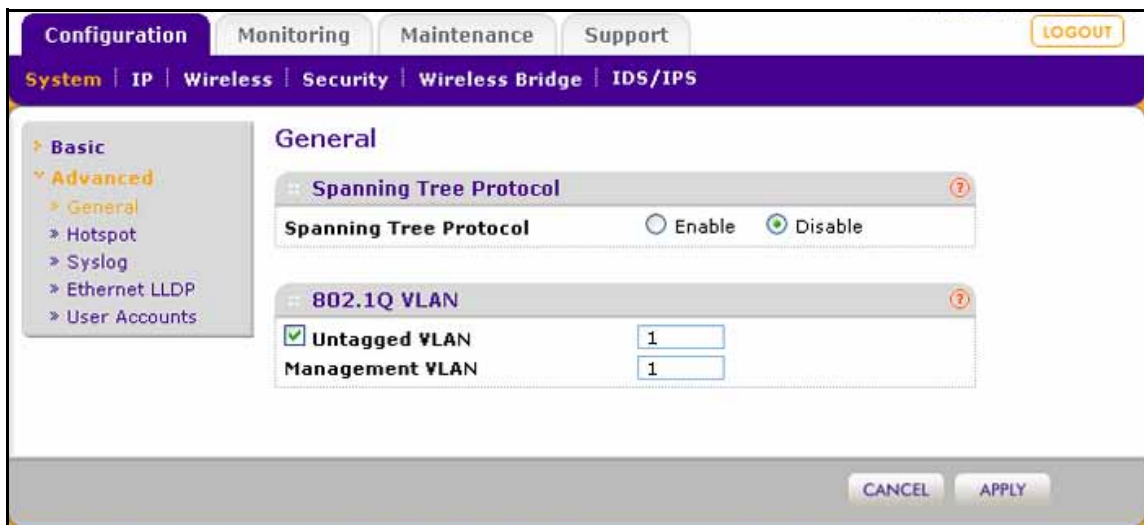 Configuration Monitoring Maintenance Support LOGOUT
System IP Wireless Security Wireless Bridge IDS/IPS
Basic
Advanced
General
Hotspot
Syslog
Ethernet LLDP
User Accounts
General
Spanning Tree Protocol ?
Spanning Tree Protocol Enable Disable
802.1Q VLAN ?
Untagged VLAN 1
Management VLAN 1
CANCEL APPLY